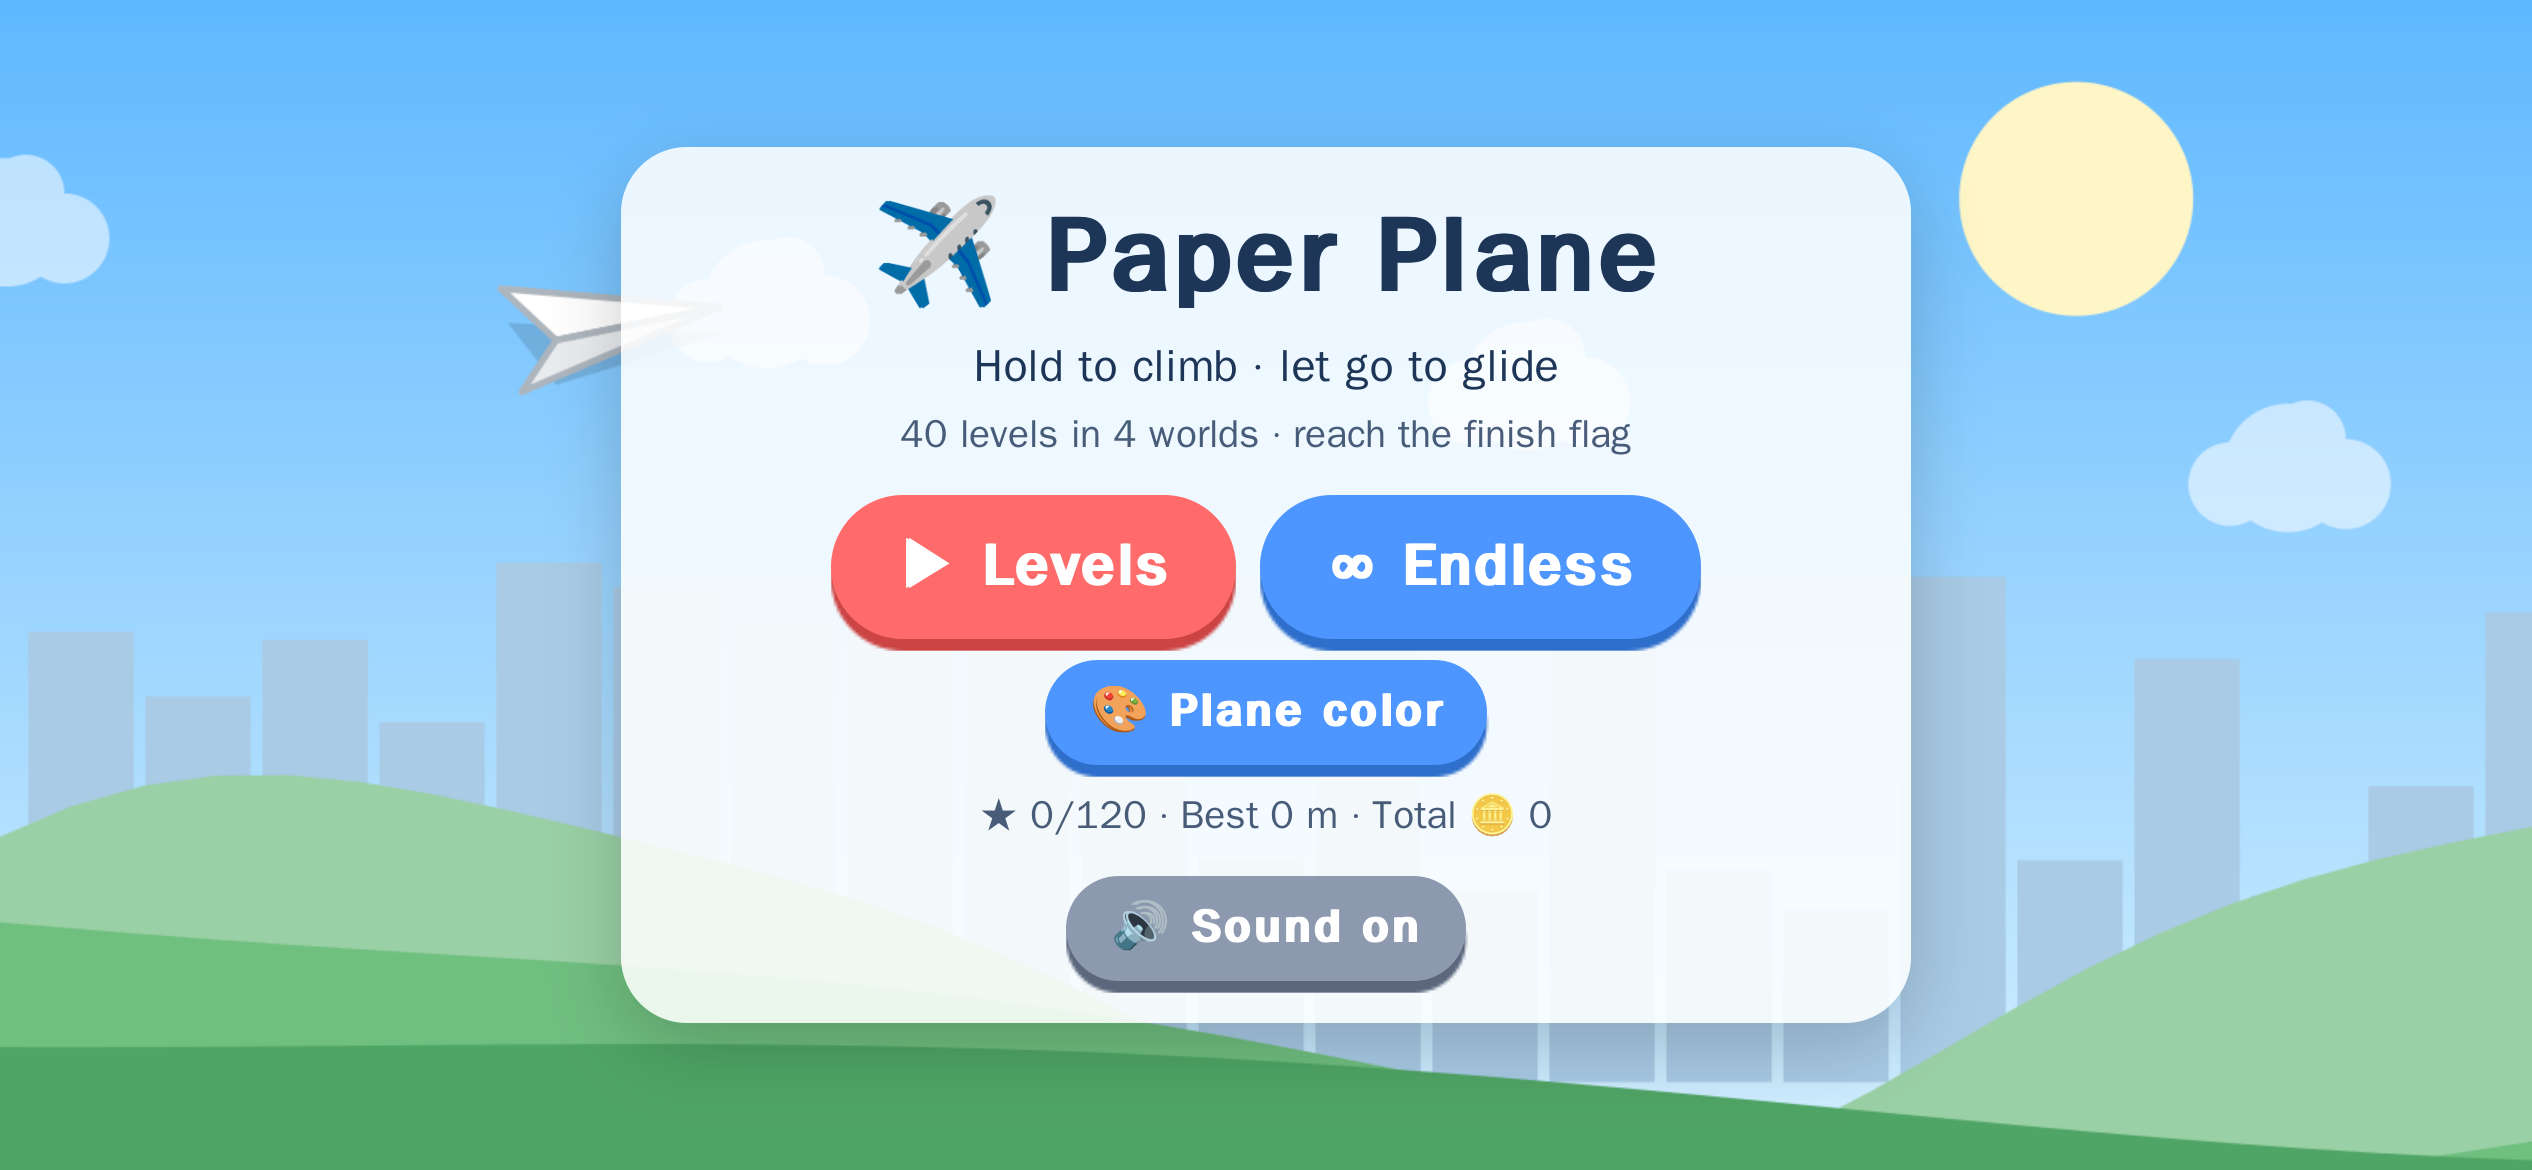 ✈️ Paper Plane
Hold to climb · let go to glide
40 levels in 4 worlds · reach the finish flag
▶ Levels
∞ Endless
🎨 Plane color
★ 0/120 · Best 0 m · Total 🪙 0
🔊 Sound on